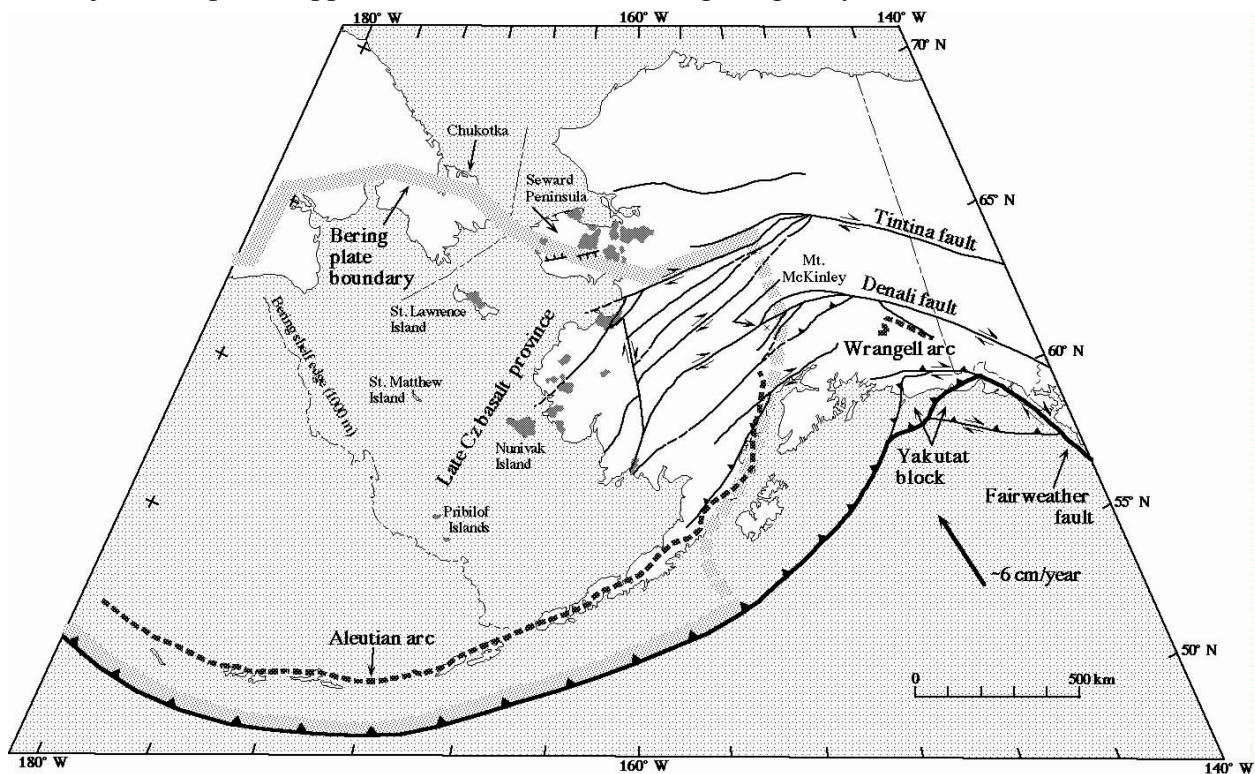 180° W
160° W
140° W
70° N
Chukotka
Seward
Peninsula
65° N
Tintina fault
Bering
plate
boundary
Mt.
McKinley
Denali fault
St. Lawrence
Island
60° N
Wrangell arc
Bering shelf edge (1000 m)
St. Matthew
Island
Late Cz basalt province
Nunivak
Island
Yakutat
block
55° N
Fairweather
fault
Pribilof
Islands
~6 cm/year
Aleutian arc
50° N
0
500 km
180° W
160° W
140° W